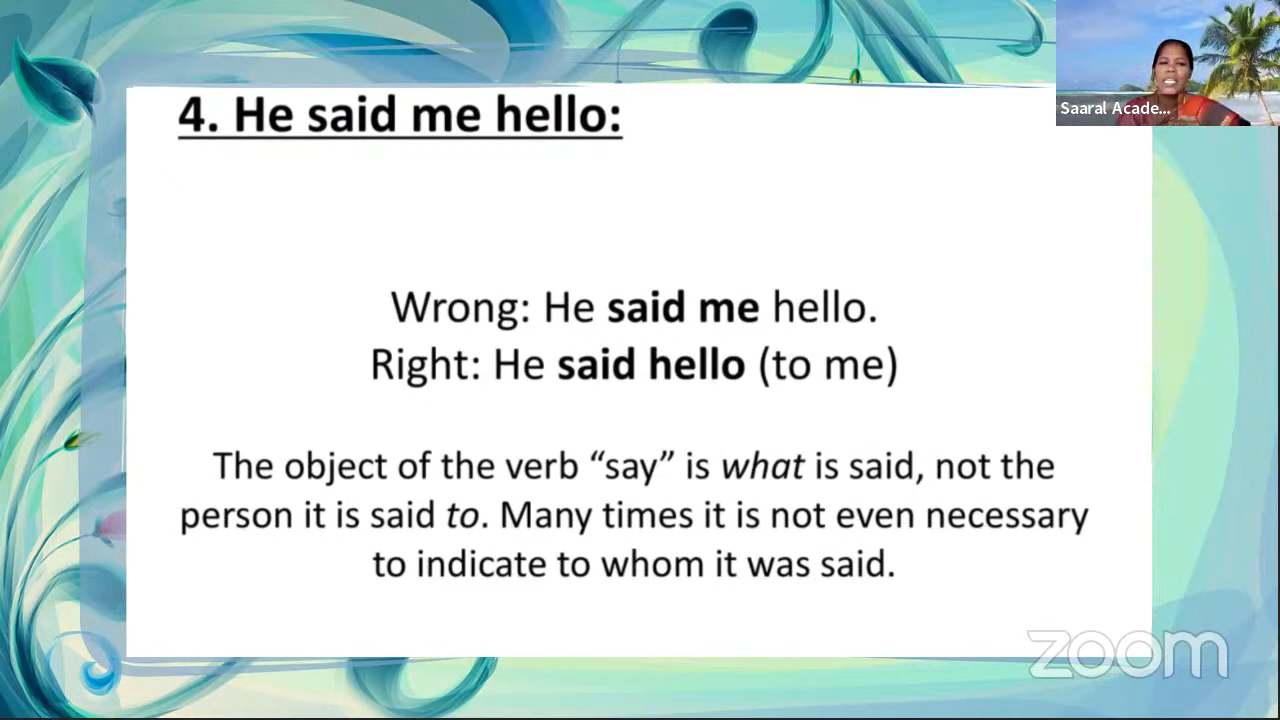 4. He said me hello:
Saaral Acade...
Wrong: He said me hello.
Right: He said hello (to me)
The object of the verb “say” is what is said, not the
person it is said to. Many times it is not even necessary
to indicate to whom it was said.
zoom